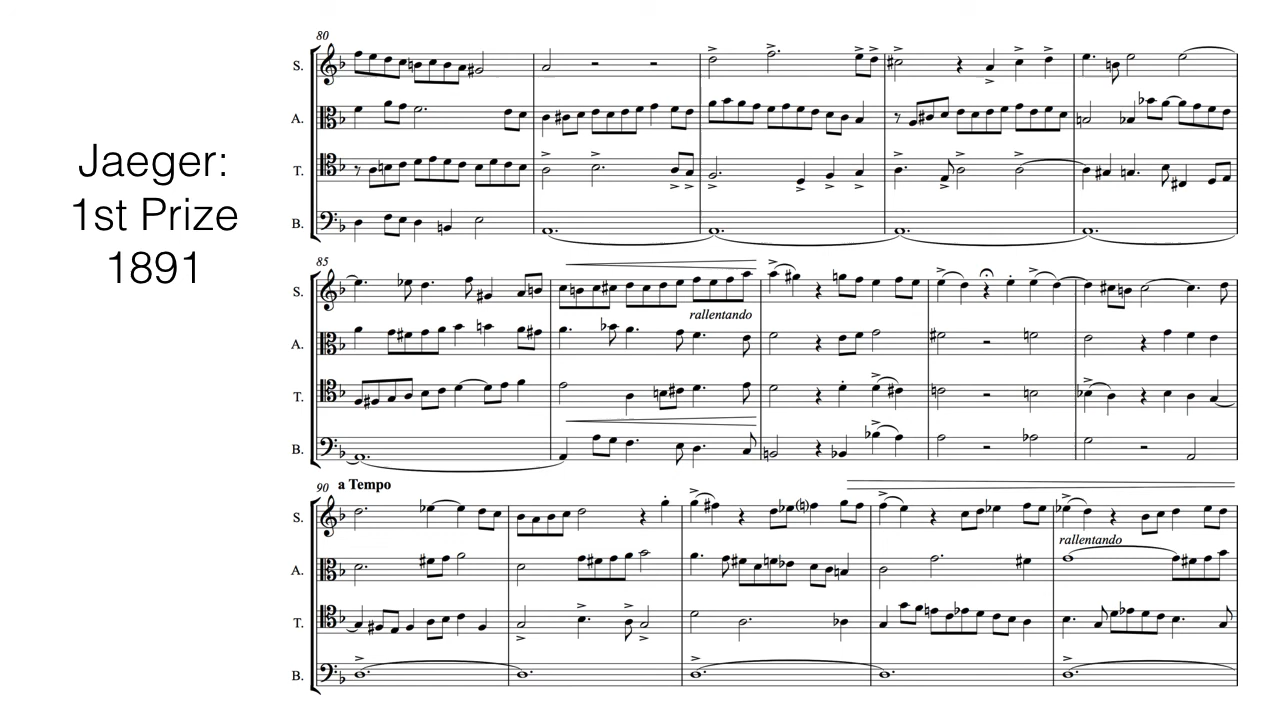 Jaeger:
1st Prize
1891
80
S.
A.
T.
B.
85
S.
rallentando
A.
T.
B.
90 a Tempo
S.
rallentando
A.
T.
B.